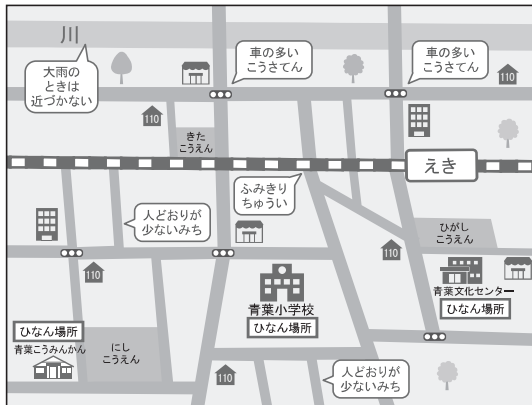 川
大雨の
ときは
近づかない
車の多い
こうさてん
車の多い
こうさてん
110
110
110
きた
こうえん
えき
ふみきり
ちゅうい
人どおりが
少ないみち
ひがし
こうえん
110
110
青葉文化センター
ひなん場所
青葉小学校
ひなん場所
ひなん場所
青葉こうみんかん
にし
こうえん
110
人どおりが
少ないみち